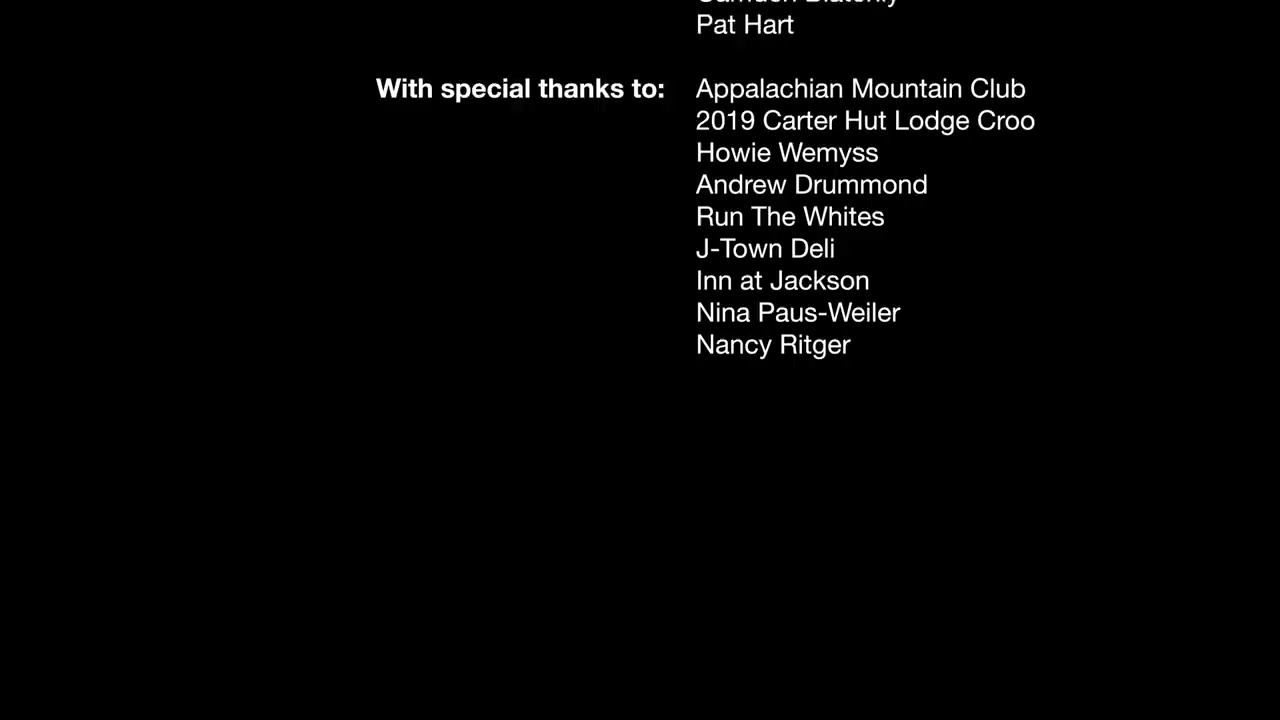 Pat Hart
With special thanks to: Appalachian Mountain Club
2019 Carter Hut Lodge Croo
Howie Wemyss
Andrew Drummond
Run The Whites
J-Town Deli
Inn at Jackson
Nina Paus-Weiler
Nancy Ritger